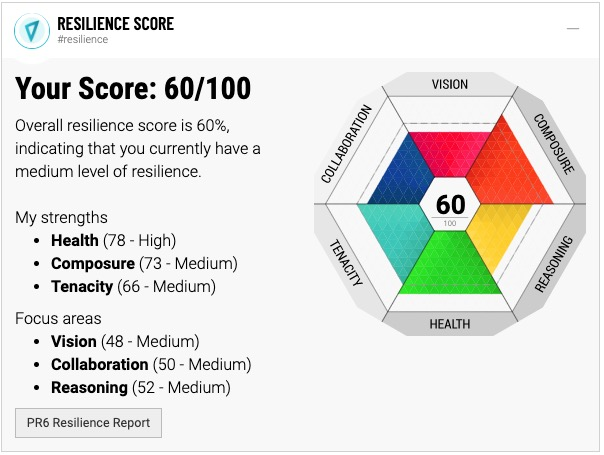 RESILIENCE SCORE
#resilience
Your Score: 60/100
Overall resilience score is 60%,
indicating that you currently have a
medium level of resilience.
My strengths
• Health (78 - High)
• Composure (73 - Medium)
• Tenacity (66 - Medium)
Focus areas
• Vision (48 - Medium)
• Collaboration (50 - Medium)
• Reasoning (52 - Medium)
PR6 Resilience Report
VISION
COMPOSURE
REASONING
HEALTH
TENACITY
COLLABORATION
60
100